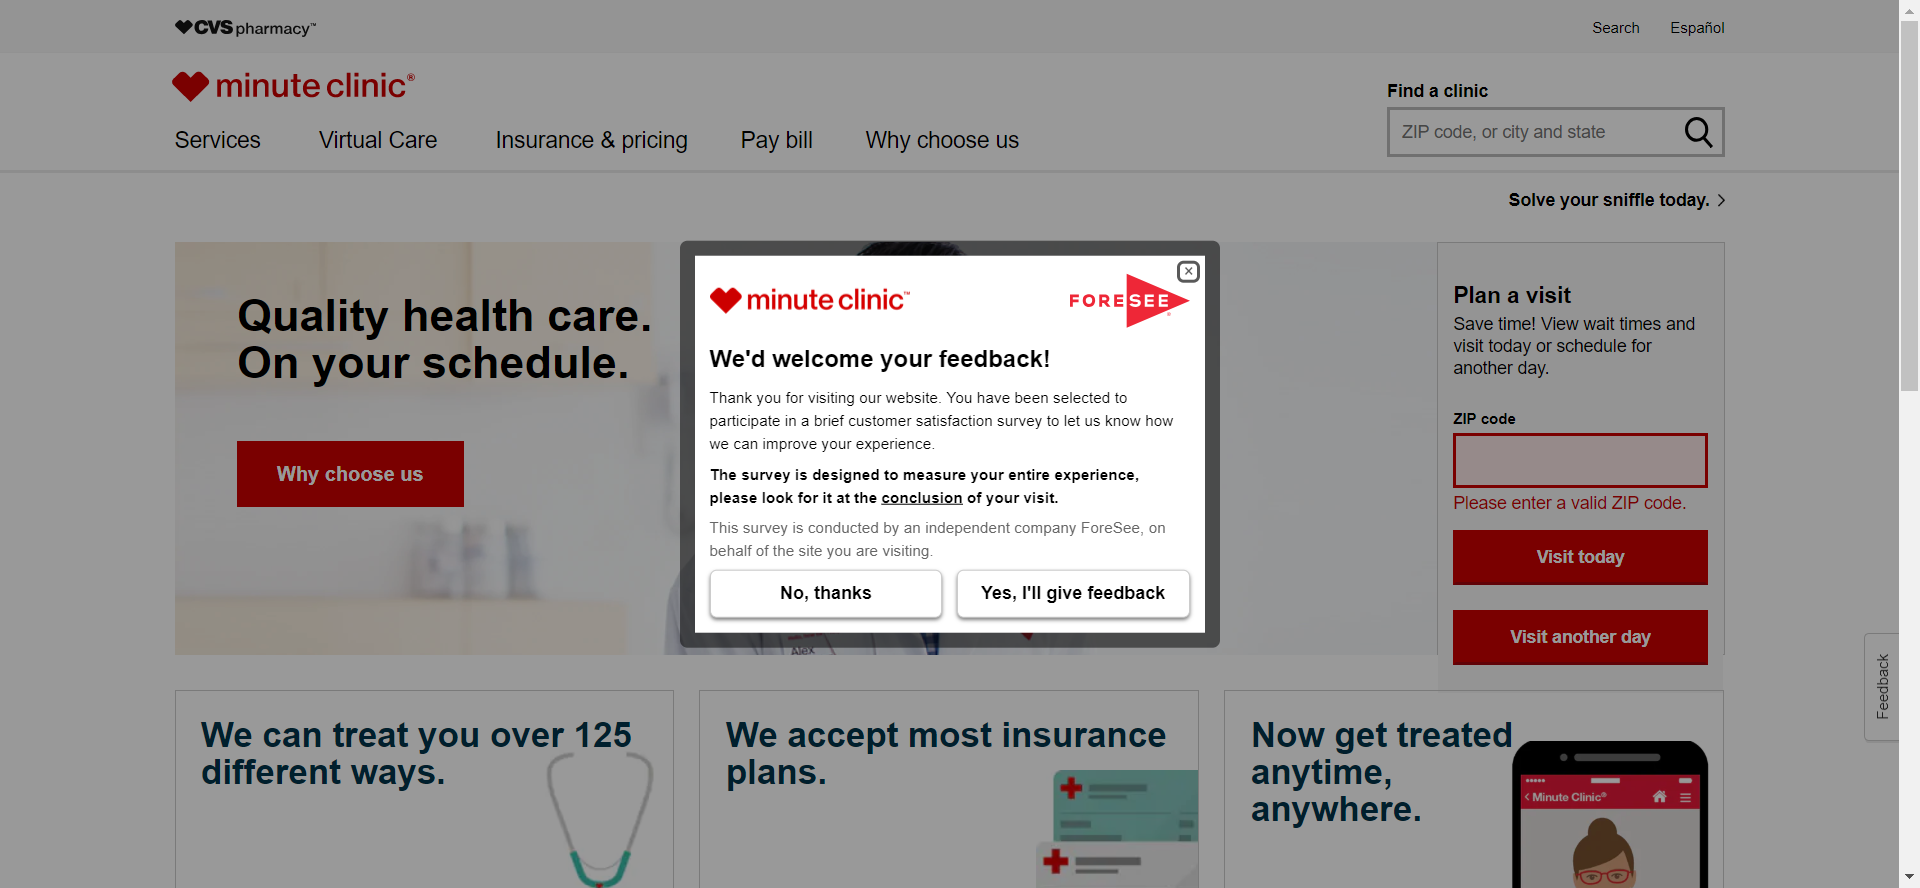 CVS pharmacy™
Search
Español
minute clinic®
Find a clinic
ZIP code, or city and state
Services
Virtual Care
Insurance & pricing
Pay bill
Why choose us
Solve your sniffle today.
Quality health care.
On your schedule.
Why choose us
minute clinic™
FORESEE
We'd welcome your feedback!
Thank you for visiting our website. You have been selected to
participate in a brief customer satisfaction survey to let us know how
we can improve your experience.
The survey is designed to measure your entire experience,
please look for it at the conclusion of your visit.
This survey is conducted by an independent company ForeSee, on
behalf of the site you are visiting.
No, thanks
Yes, I'll give feedback
Alex
Plan a visit
Save time! View wait times and
visit today or schedule for
another day.
ZIP code
Please enter a valid ZIP code.
Visit today
Visit another day
Feedback
We can treat you over 125
different ways.
We accept most insurance
plans.
Now get treated
anytime,
anywhere.
Minute Clinic®